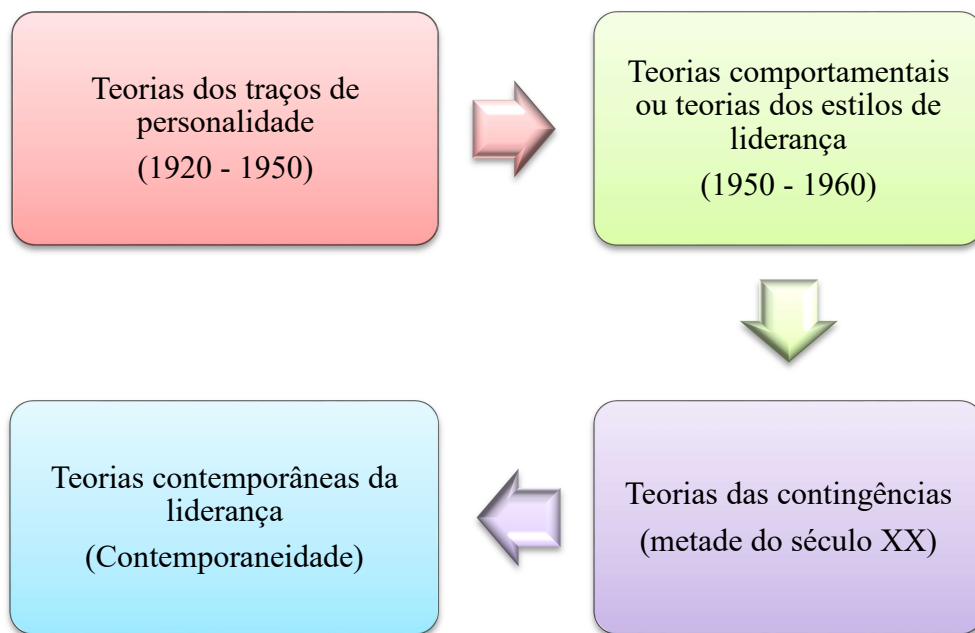 Teorias dos traços de
personalidade
(1920 - 1950)
Teorias comportamentais
ou teorias dos estilos de
liderança
(1950 - 1960)
Teorias das contingências
(metade do século XX)
Teorias contemporâneas da
liderança
(Contemporaneidade)